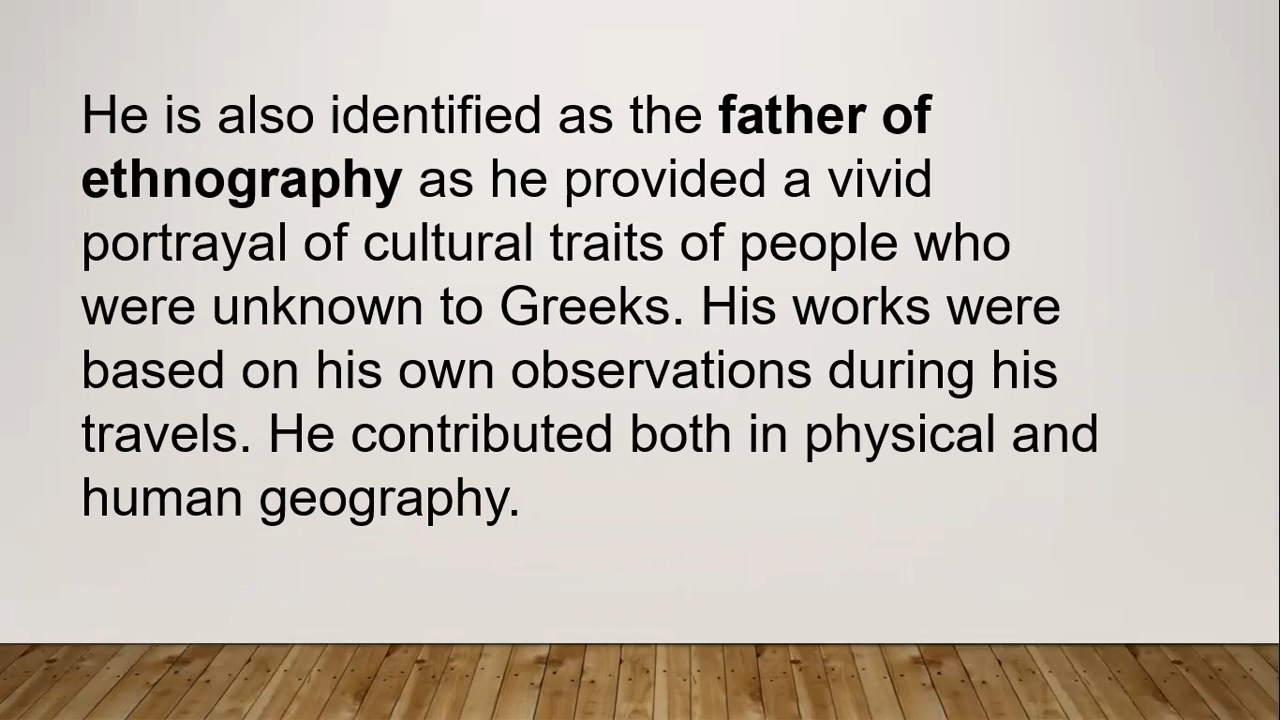 He is also identified as the father of
ethnography as he provided a vivid
portrayal of cultural traits of people who
were unknown to Greeks. His works were
based on his own observations during his
travels. He contributed both in physical and
human geography.